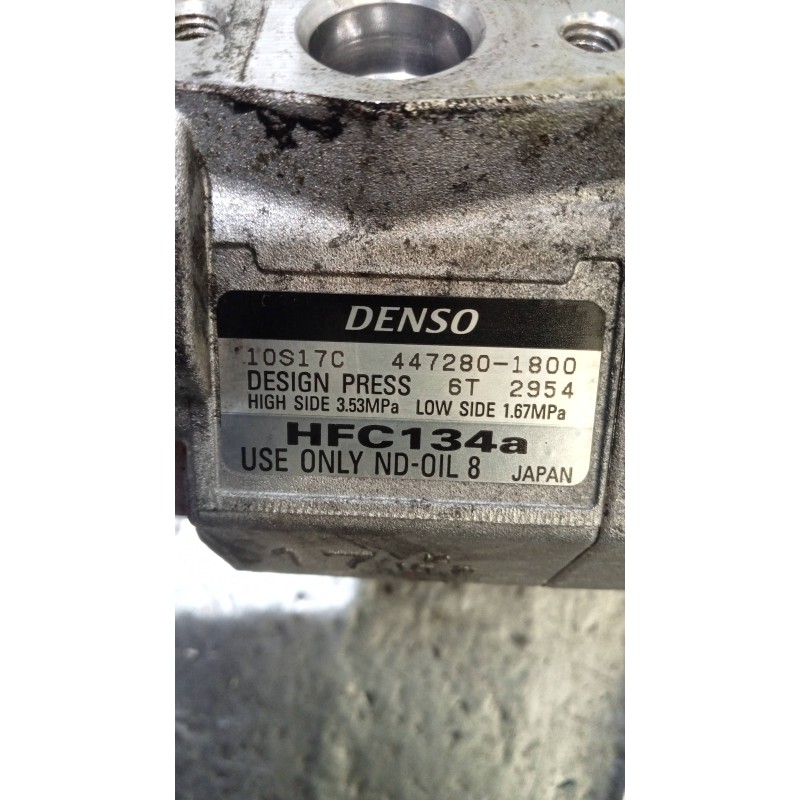 DENSO
10S17C 447280-1800
DESIGN PRESS 6T 2954
HIGH SIDE 3.53MPa LOW SIDE 1.67MPa
HFC134a
USE ONLY ND-OIL 8 JAPAN